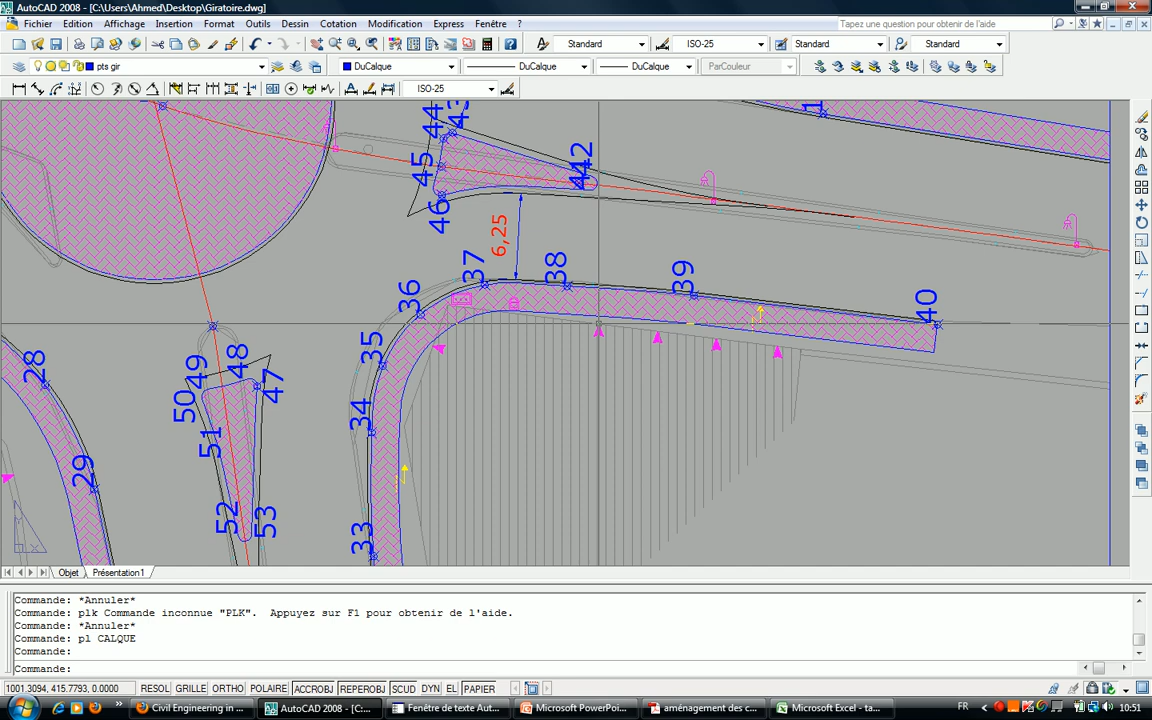 AutoCAD 2008 - [C:\Users\Ahmed\Desktop\Giratoire.dwg]
Fichier Edition Affichage Insertion Format Outils Dessin Cotation Modification Express Fenêtre ?
Tapez une question pour obtenir de l'aide
Standard ISO-25 Standard Standard
pts gir DuCalque DuCalque DuCalque ParCouleur
ISO-25
1
44
43
45
42
46
6,25
37
38
39
36
40
35
28
49
48
47
50
34
51
29
52
53
33
X
Objet Présentation1
Commande: *Annuler*
Commande: plk Commande inconnue "PLK". Appuyez sur F1 pour obtenir de l'aide.
Commande: *Annuler*
Commande: pl CALQUE
Commande:
Commande:
1001.3094, 415.7793, 0.0000 RESOL GRILLE ORTHO POLAIRE ACCROBJ REPEROBJ SCUD DYN EL PAPIER
Civil Engineering in ... AutoCAD 2008 - [C:... Fenêtre de texte Aut... Microsoft PowerPoi... aménagement des c... Microsoft Excel - ta... FR 10:51